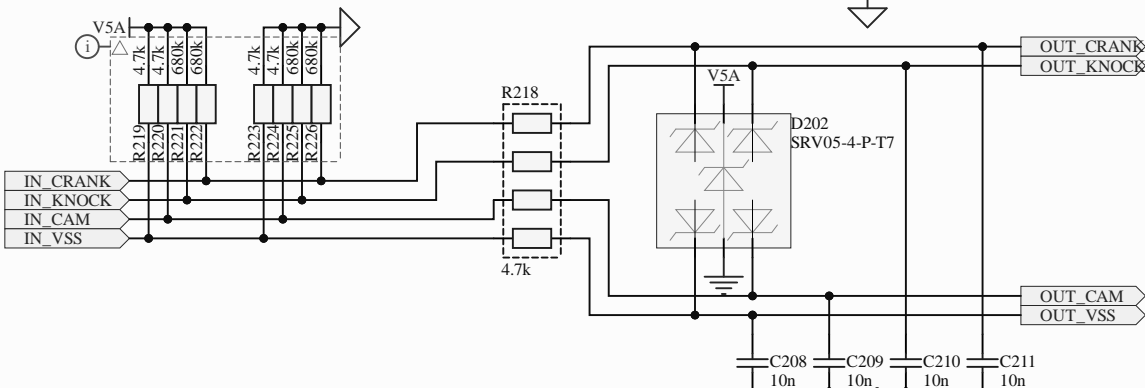 V5A
i
4.7k
4.7k
680k
680k
4.7k
4.7k
680k
680k
R219
R220
R221
R222
R223
R224
R225
R226
R218
4.7k
IN_CRANK
IN_KNOCK
IN_CAM
IN_VSS
V5A
D202
SRV05-4-P-T7
OUT_CRANK
OUT_KNOCK
OUT_CAM
OUT_VSS
C208
10n
C209
10n
C210
10n
C211
10n